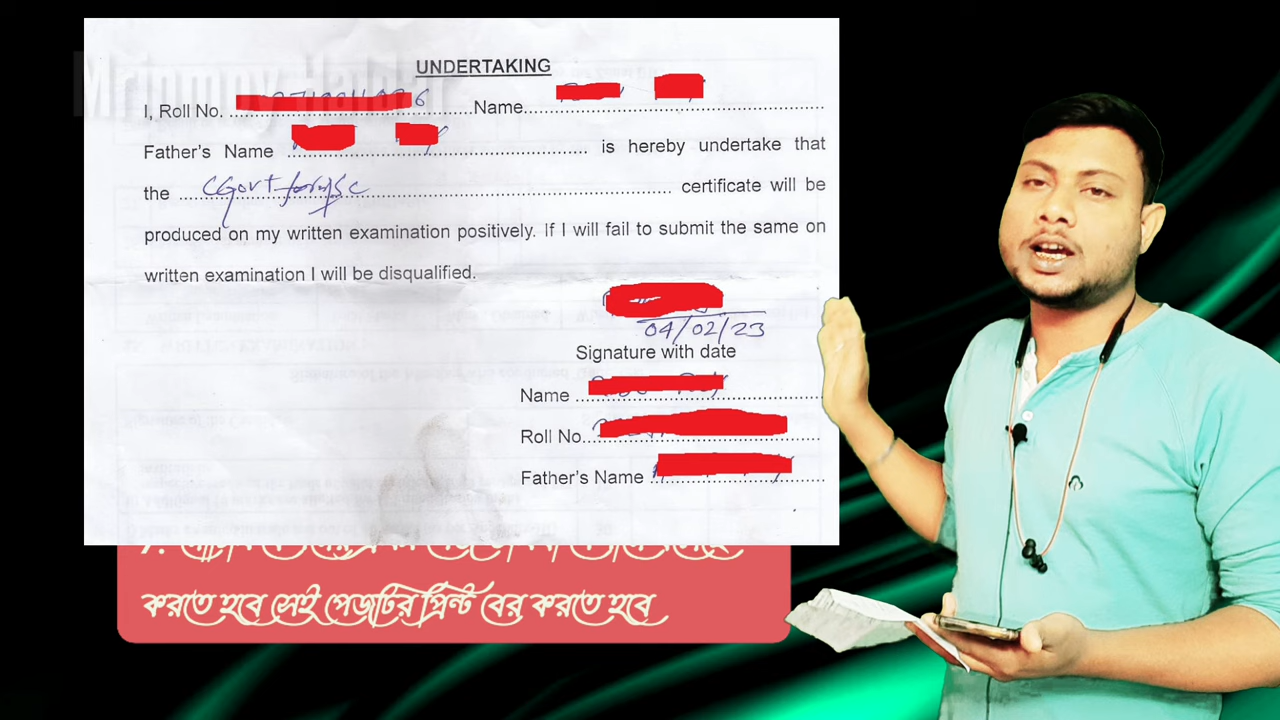 Mrinmoy Halder
UNDERTAKING
I, Roll No. ..........................................Name......................................................
Father's Name ...................................................... is hereby undertake that
the ............................................................................ certificate will be
produced on my written examination positively. If I will fail to submit the same on
written examination I will be disqualified.
04/02/23
Signature with date
Name ..........................................
Roll No..........................................
Father's Name ..............................
করতে হবে সেই পেজটির প্রিন্ট বের করতে হবে